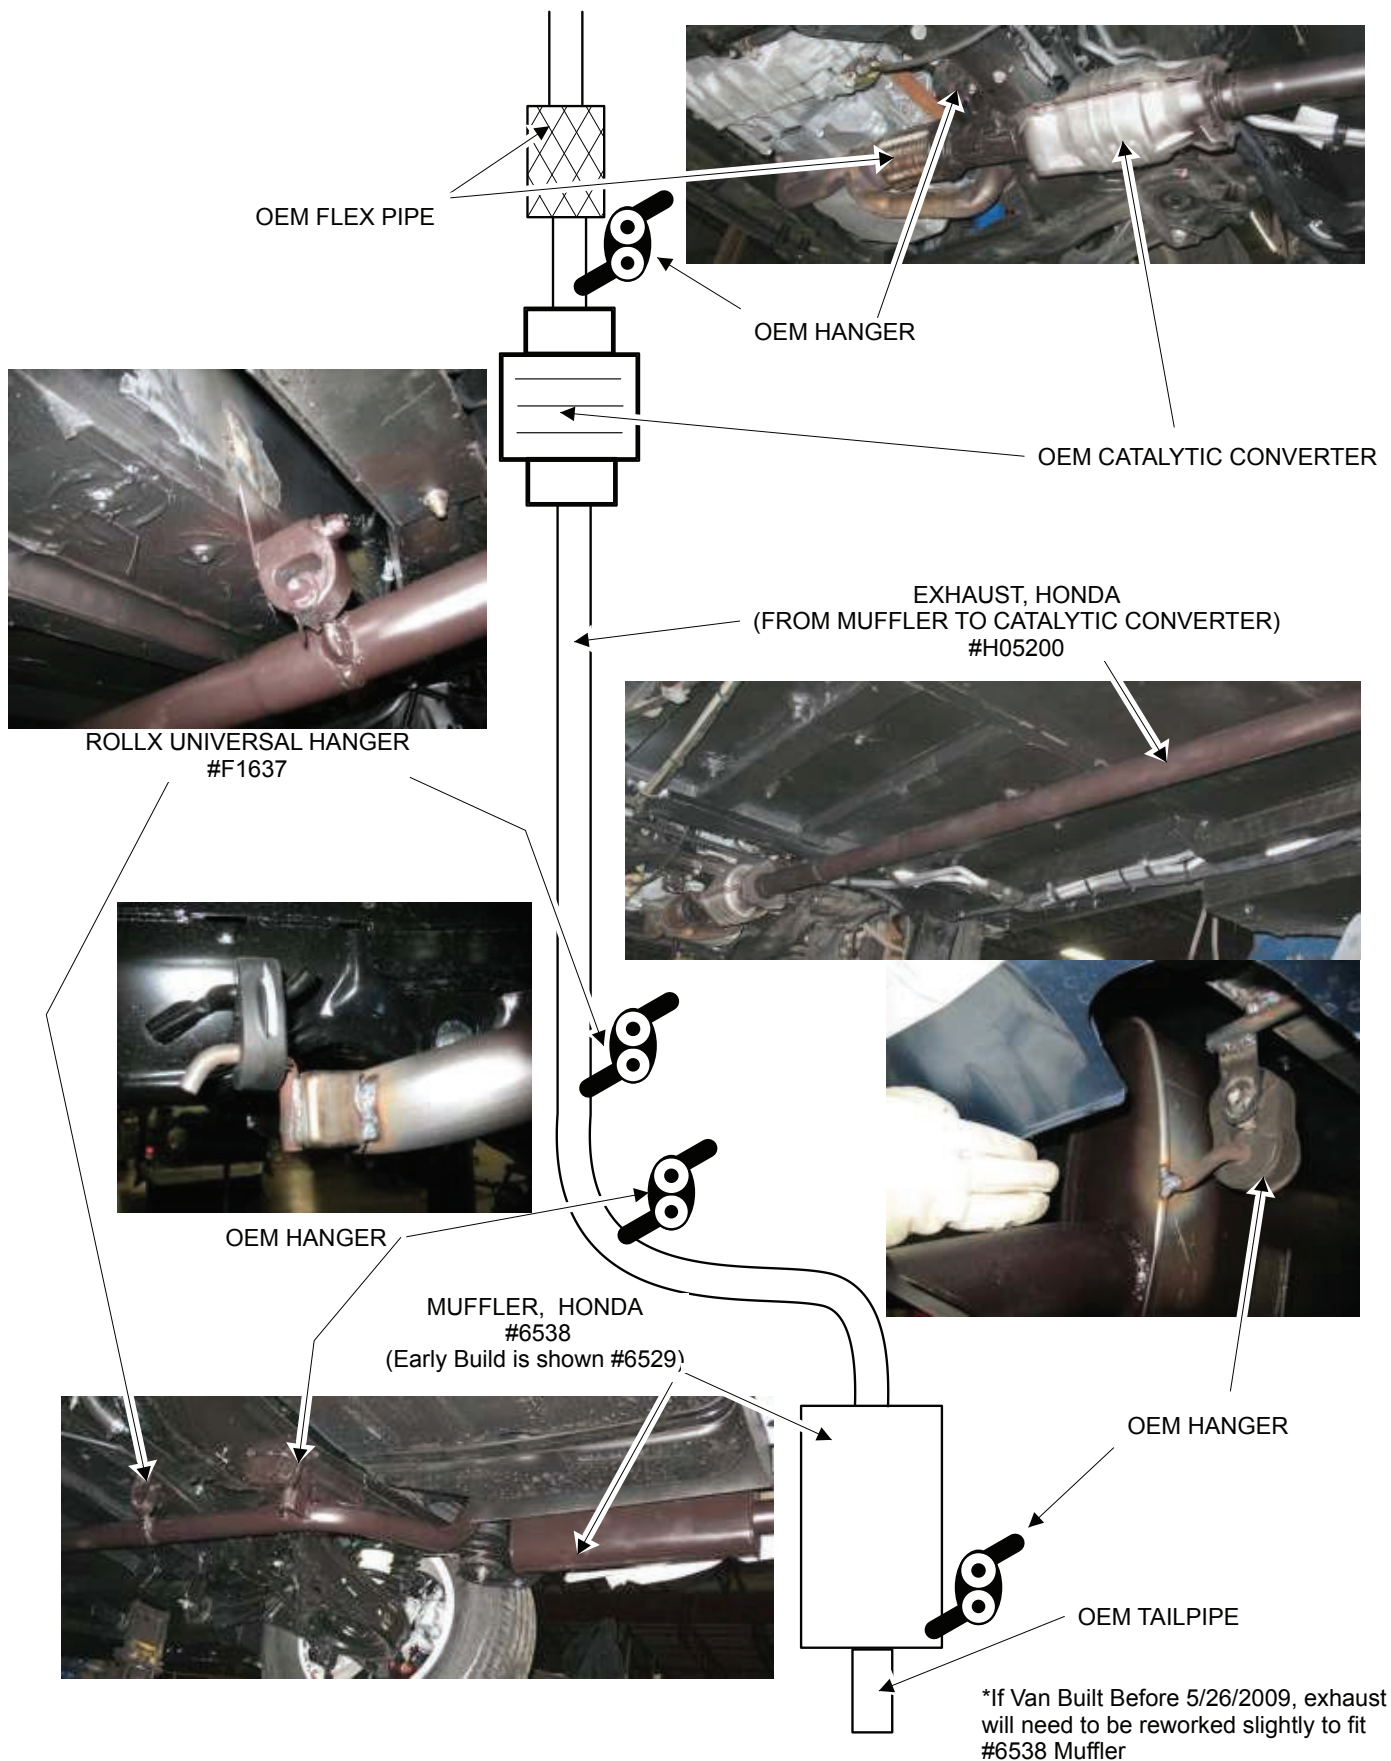 OEM FLEX PIPE
OEM HANGER
OEM CATALYTIC CONVERTER
EXHAUST, HONDA
(FROM MUFFLER TO CATALYTIC CONVERTER)
#H05200
ROLLX UNIVERSAL HANGER
#F1637
OEM HANGER
MUFFLER, HONDA
#6538
(Early Build is shown #6529)
OEM HANGER
OEM TAILPIPE
*If Van Built Before 5/26/2009, exhaust
will need to be reworked slightly to fit
#6538 Muffler